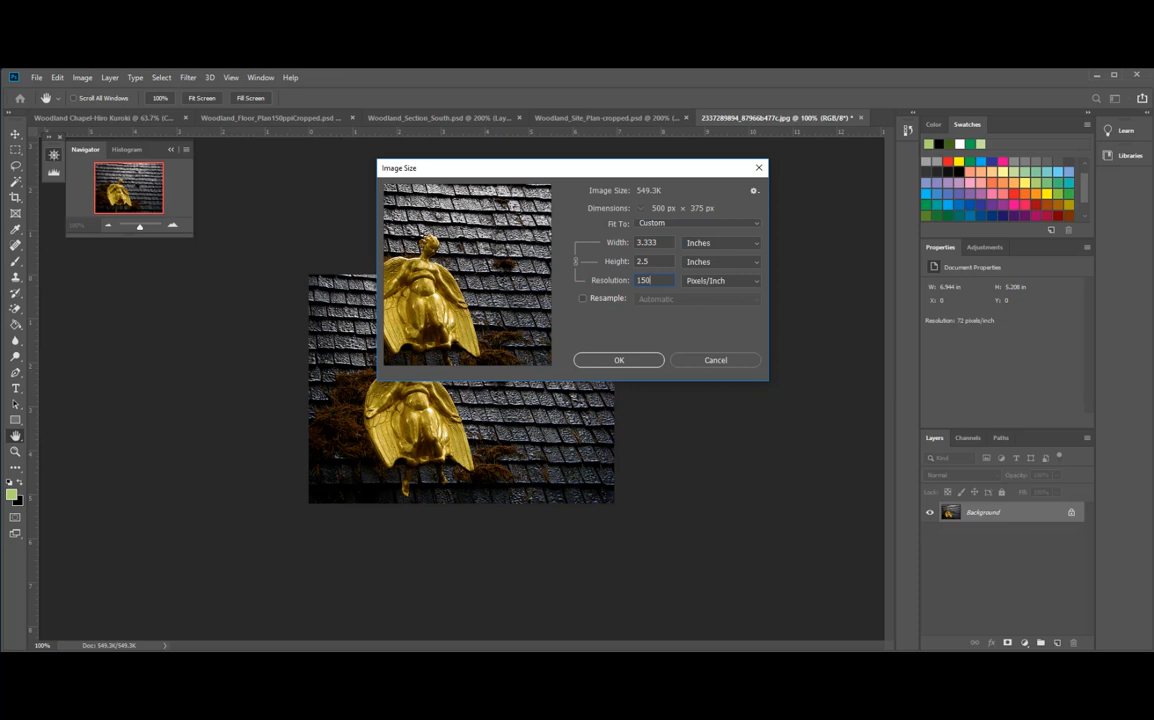 Ps File Edit Image Layer Type Select Filter 3D View Window Help
Scroll All Windows 100% Fit Screen Fill Screen
Woodland Chapel-Hiro Kuroki @ 63.7% (C...
Woodland_Floor_Plan150ppiCropped.psd ...
Woodland_Section_South.psd @ 200% (Lay...
Woodland_Site_Plan-cropped.psd @ 200% (...
2337289894_87966b477c.jpg @ 100% (RGB/8*) *
Navigator Histogram
Image Size
Image Size: 549.3K
Dimensions: 500 px × 375 px
Fit To: Custom
Width: 3.333 Inches
Height: 2.5 Inches
Resolution: 150 Pixels/Inch
Resample: Automatic
OK Cancel
Color Swatches
Learn
Libraries
Properties Adjustments
Document Properties
W: 6.944 in H: 5.208 in
X: 0 Y: 0
Resolution: 72 pixels/inch
Layers Channels Paths
Kind
Normal Opacity: 100%
Lock: Fill: 100%
Background
fx
100% Doc: 549.3K/549.3K